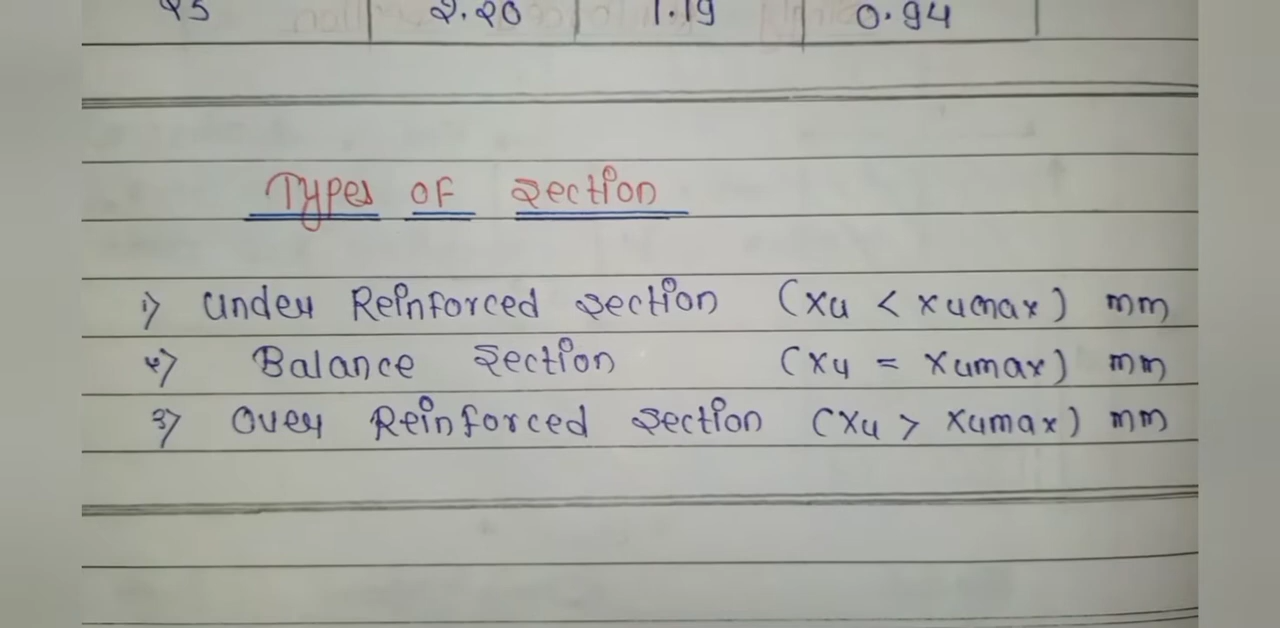 25 2.20 1.19 0.94
Types OF Section
1) Under Reinforced Section (xu < xumax) mm
2) Balance Section (xu = xumax) mm
3) Over Reinforced Section (xu > xumax) mm